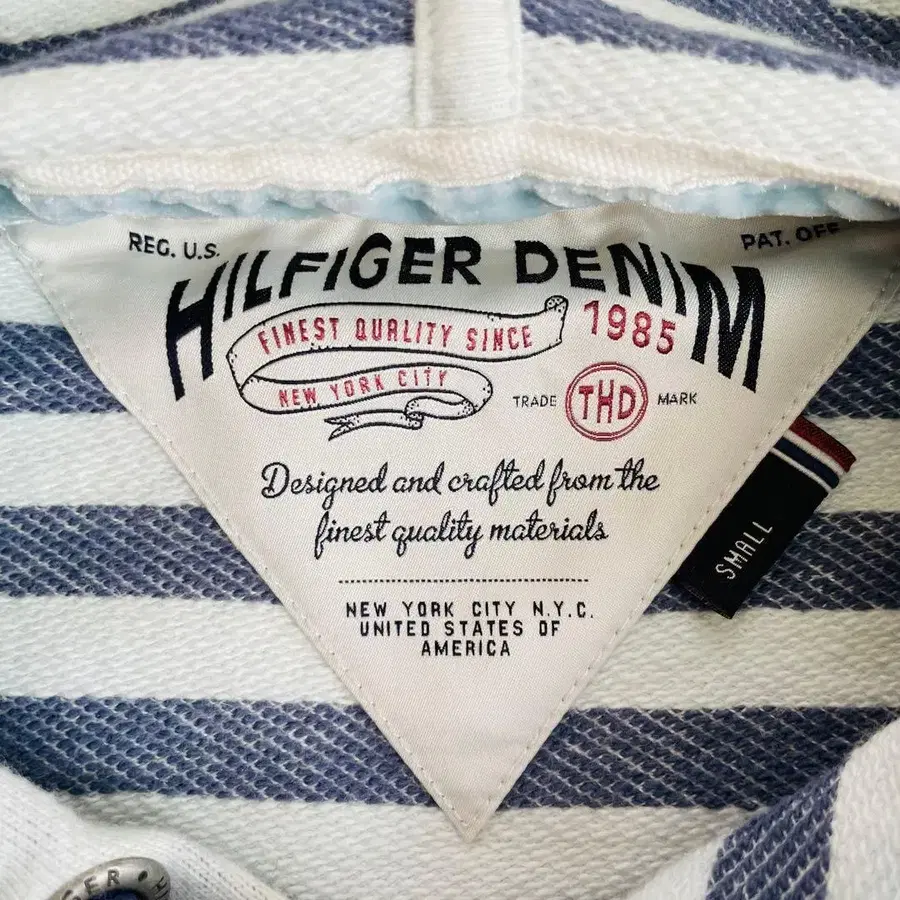 REG. U.S.
PAT. OFF
HILFIGER DENIM
FINEST QUALITY SINCE
1985
NEW YORK CITY
TRADE THD MARK
Designed and crafted from the
finest quality materials
SMALL
NEW YORK CITY N.Y.C.
UNITED STATES OF
AMERICA